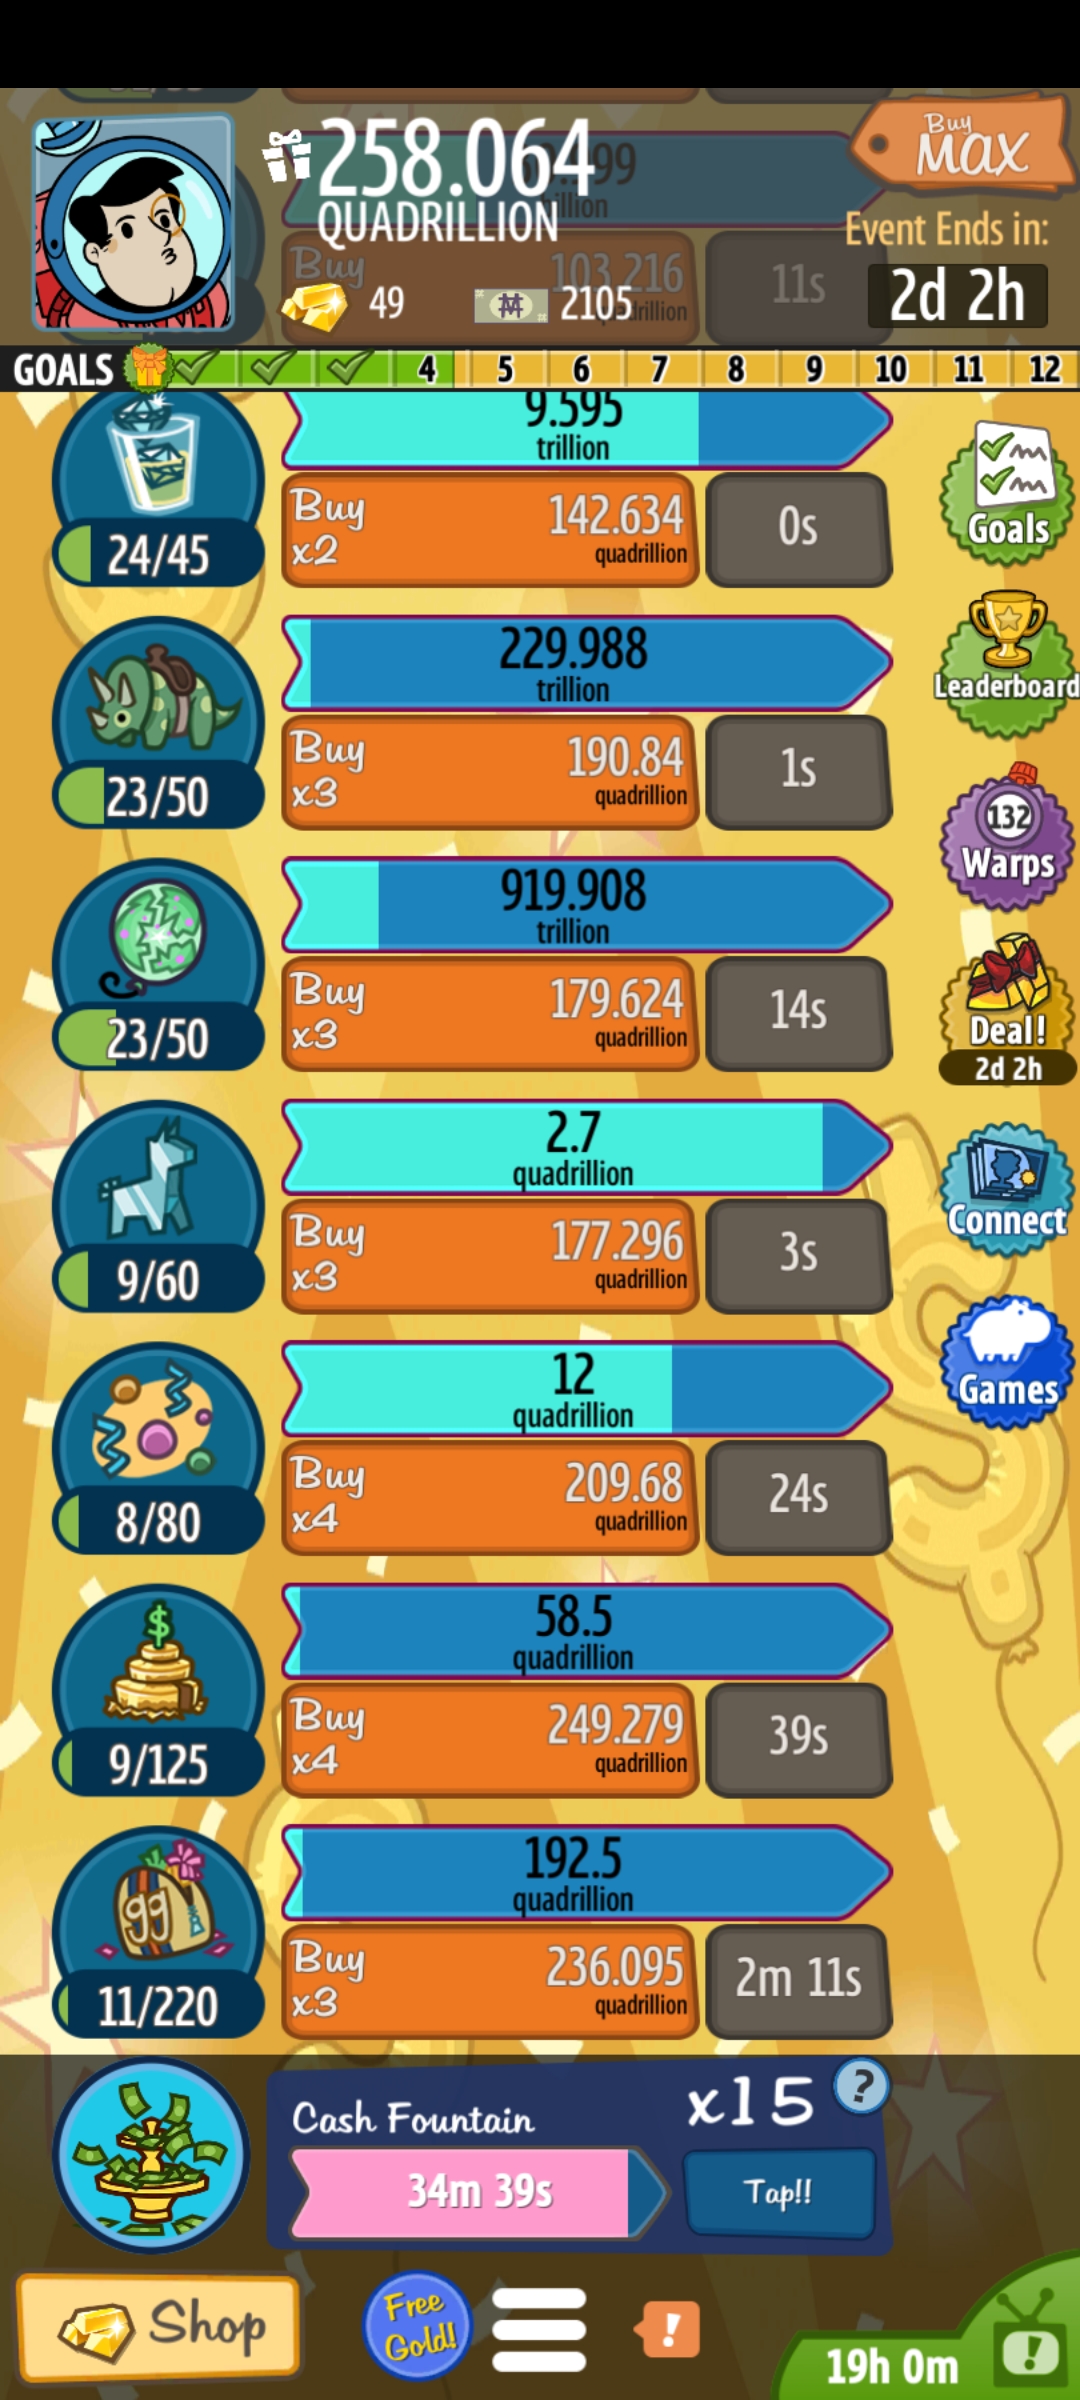 258.064
QUADRILLION
Buy
MAX
Event Ends in:
2d 2h
49
2105
Buy
103.216
11s
GOALS
4 5 6 7 8 9 10 11 12
9.595
trillion
24/45
Buy
x2
142.634
quadrillion
0s
Goals
229.988
trillion
23/50
Buy
x3
190.84
quadrillion
1s
Leaderboard
132
Warps
919.908
trillion
23/50
Buy
x3
179.624
quadrillion
14s
Deal!
2d 2h
2.7
quadrillion
9/60
Buy
x3
177.296
quadrillion
3s
Connect
12
quadrillion
8/80
Buy
x4
209.68
quadrillion
24s
Games
$
58.5
quadrillion
9/125
Buy
x4
249.279
quadrillion
39s
99
192.5
quadrillion
11/220
Buy
x3
236.095
quadrillion
2m 11s
Cash Fountain
x15
?
34m 39s
Tap!!
Shop
Free
Gold!
!
19h 0m
!